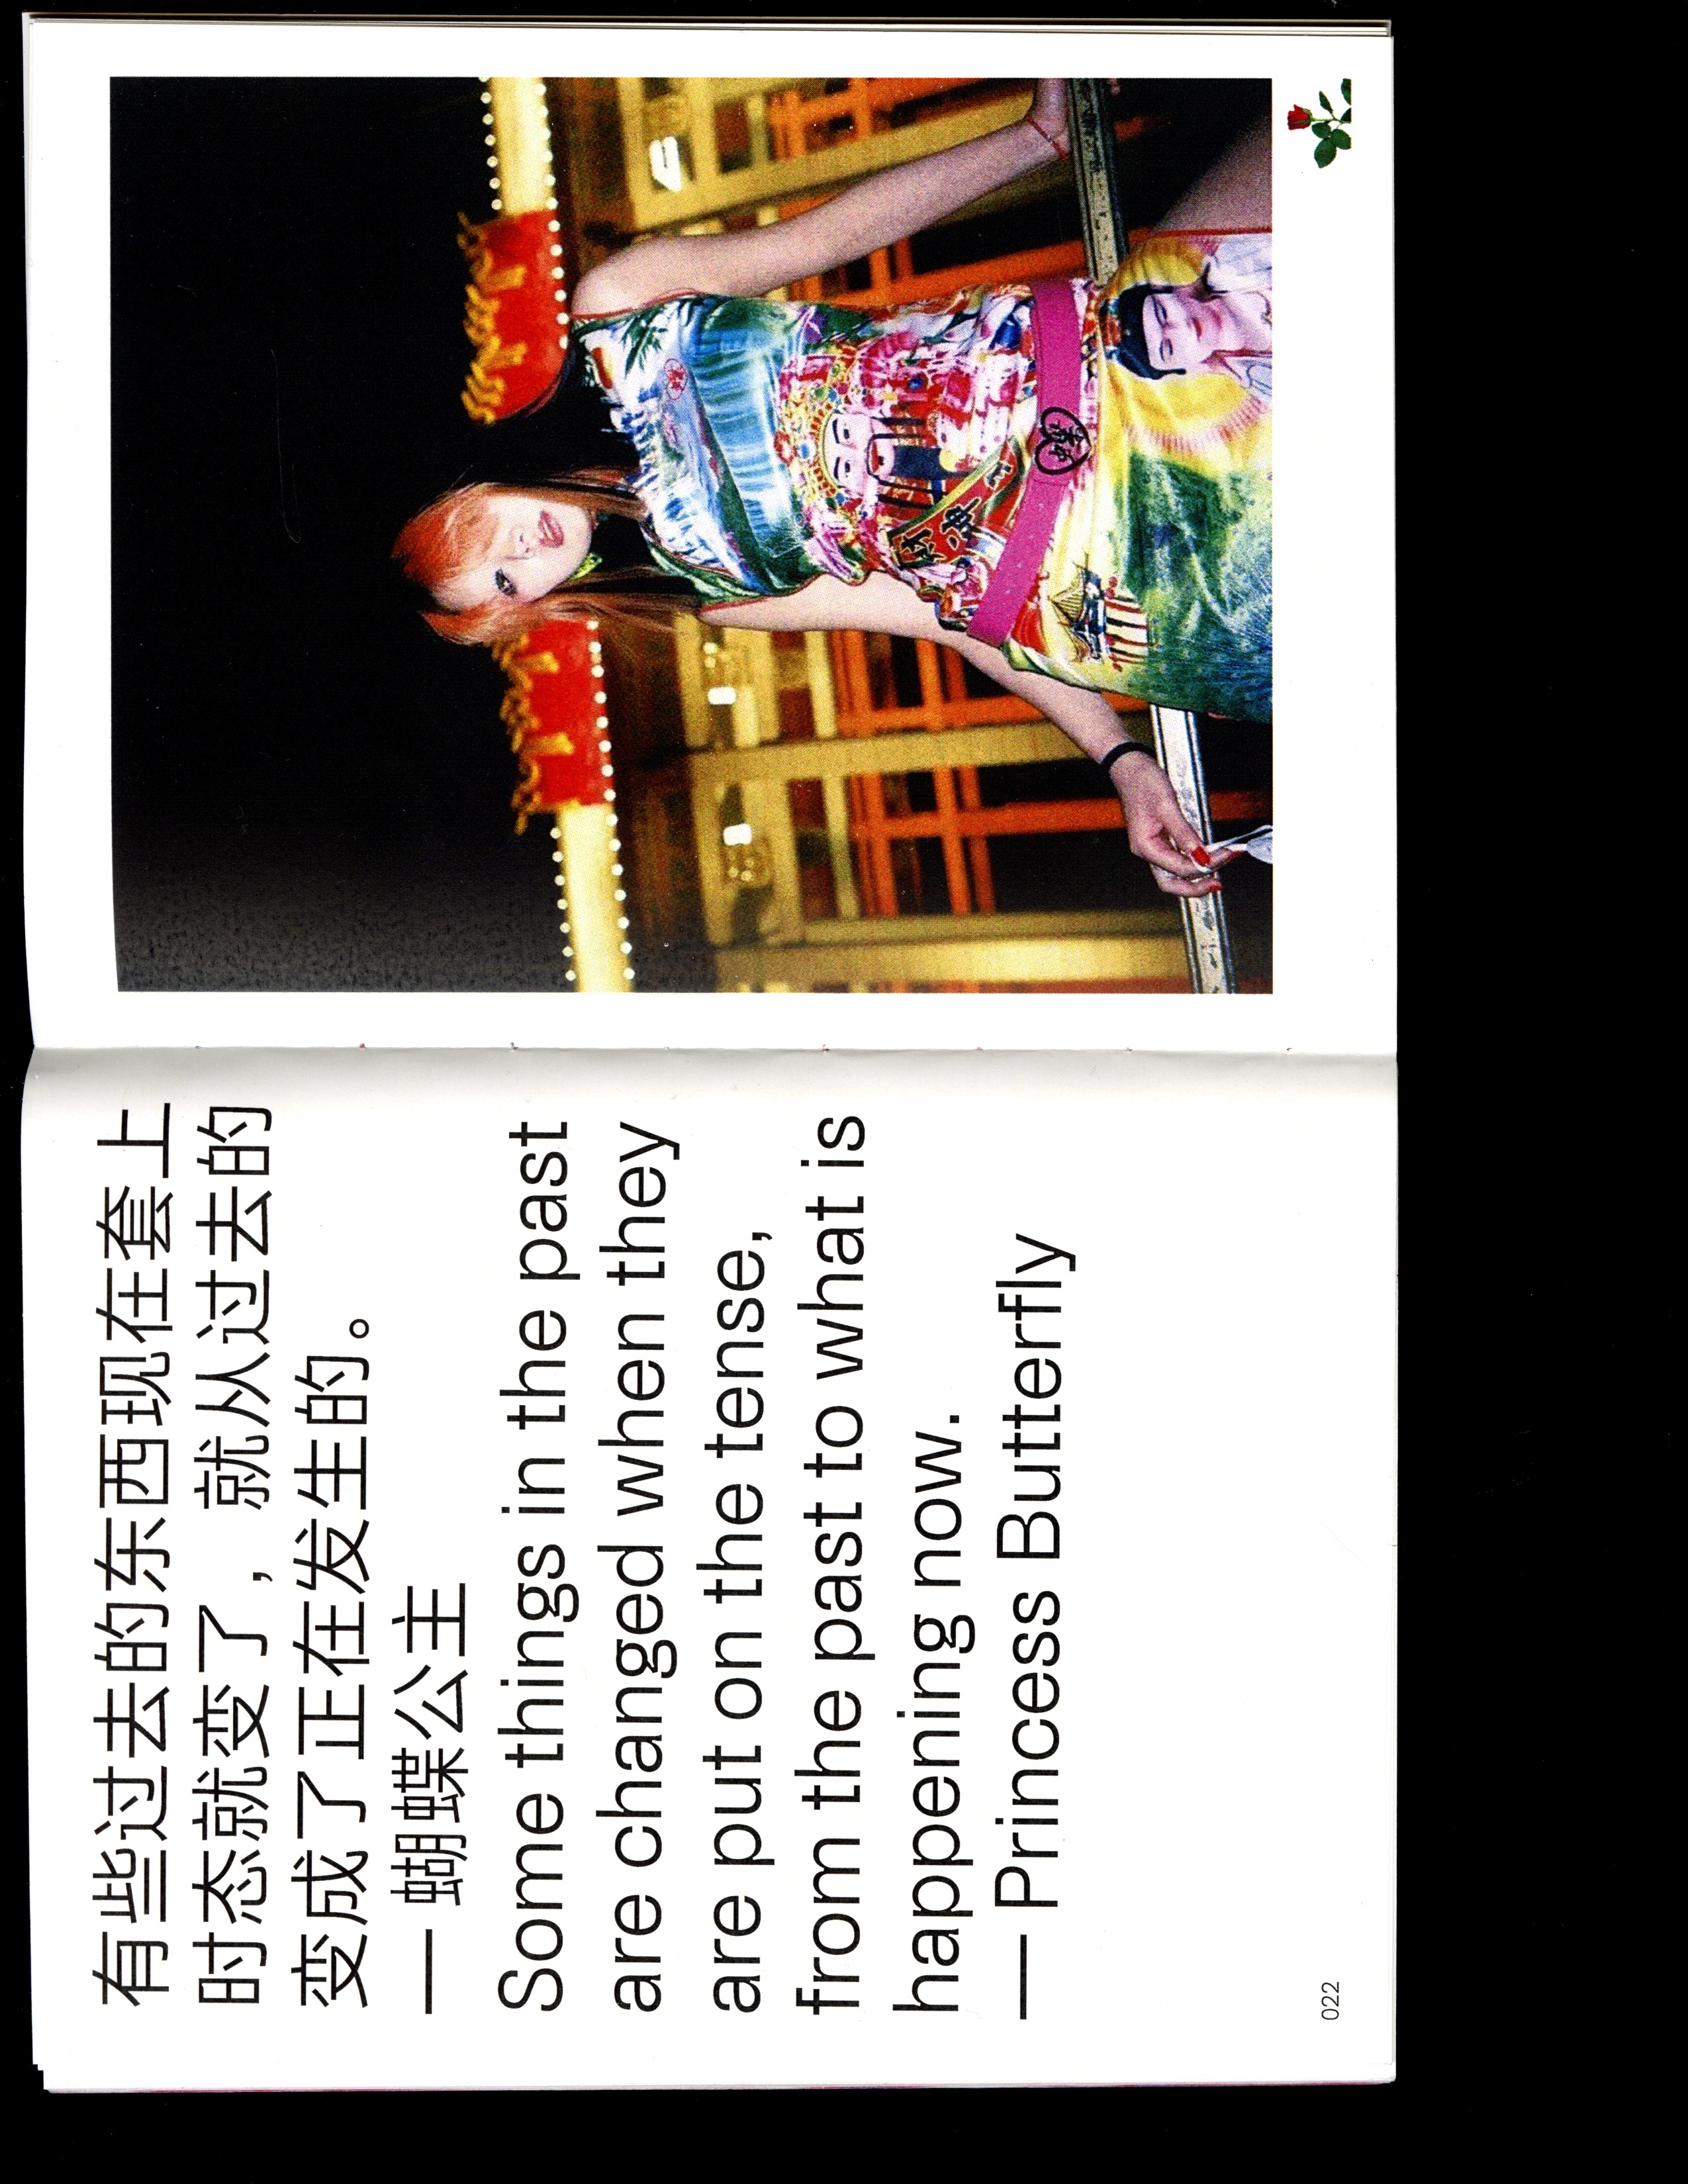 有些过去的东西现在套上
时态就变了，就从过去的
变成了正在发生的。
— 蝴蝶公主
Some things in the past
are changed when they
are put on the tense,
from the past to what is
happening now.
— Princess Butterfly
022
財神
蝶